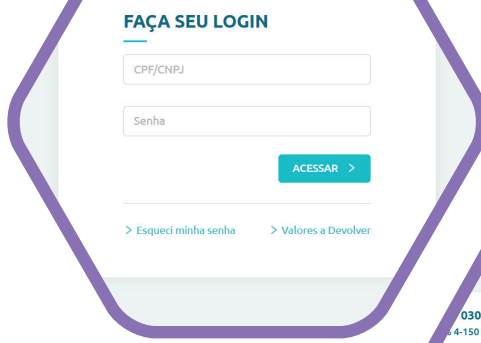 FAÇA SEU LOGIN
CPF/CNPJ
Senha
ACESSAR >
> Esqueci minha senha
> Valores a Devolver
030
4-150